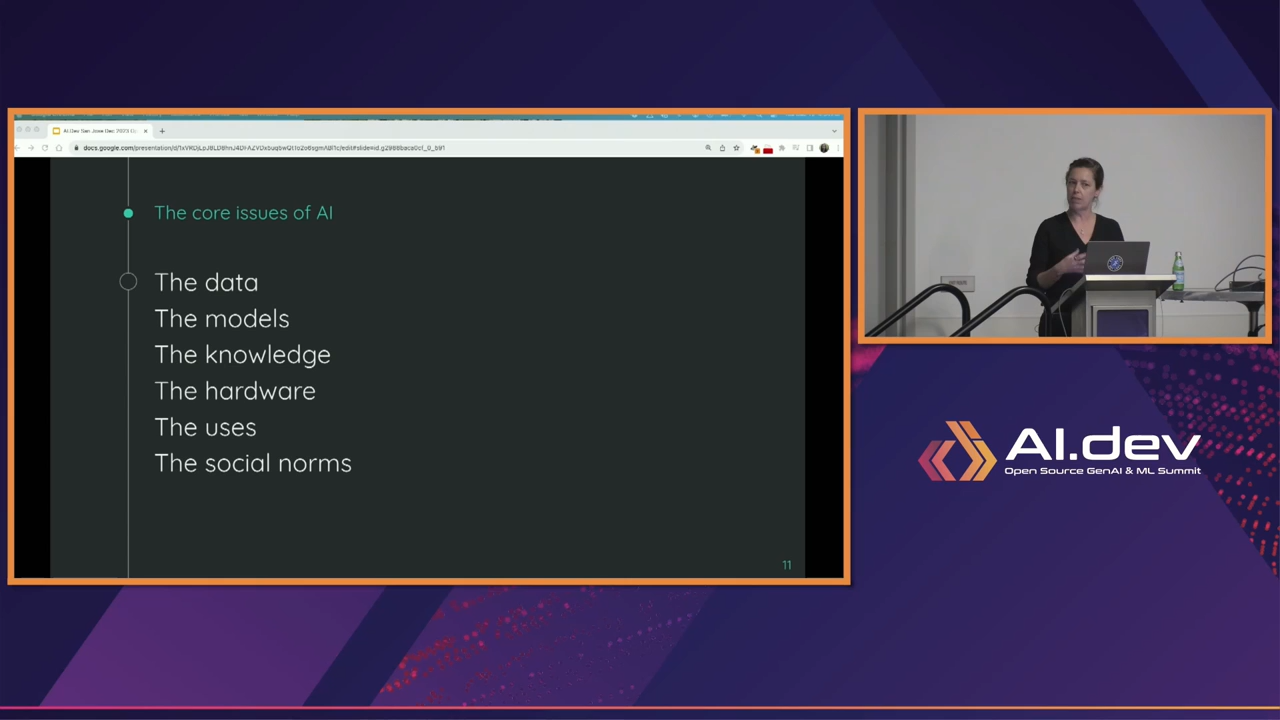 The core issues of AI
The data
The models
The knowledge
The hardware
The uses
The social norms
11
AI.dev
Open Source GenAI & ML Summit